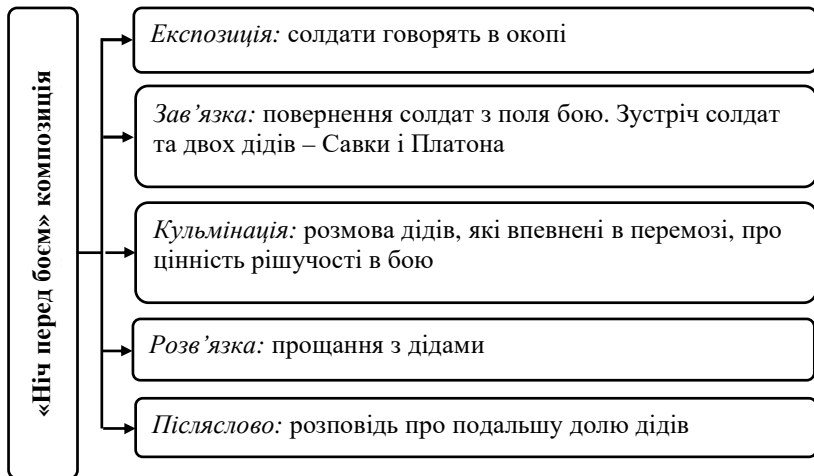 «Ніч перед боєм» композиція
Експозиція: солдати говорять в окопі
Зав’язка: повернення солдат з поля бою. Зустріч солдат
та двох дідів – Савки і Платона
Кульмінація: розмова дідів, які впевнені в перемозі, про
цінність рішучості в бою
Розв’язка: прощання з дідами
Післяслово: розповідь про подальшу долю дідів